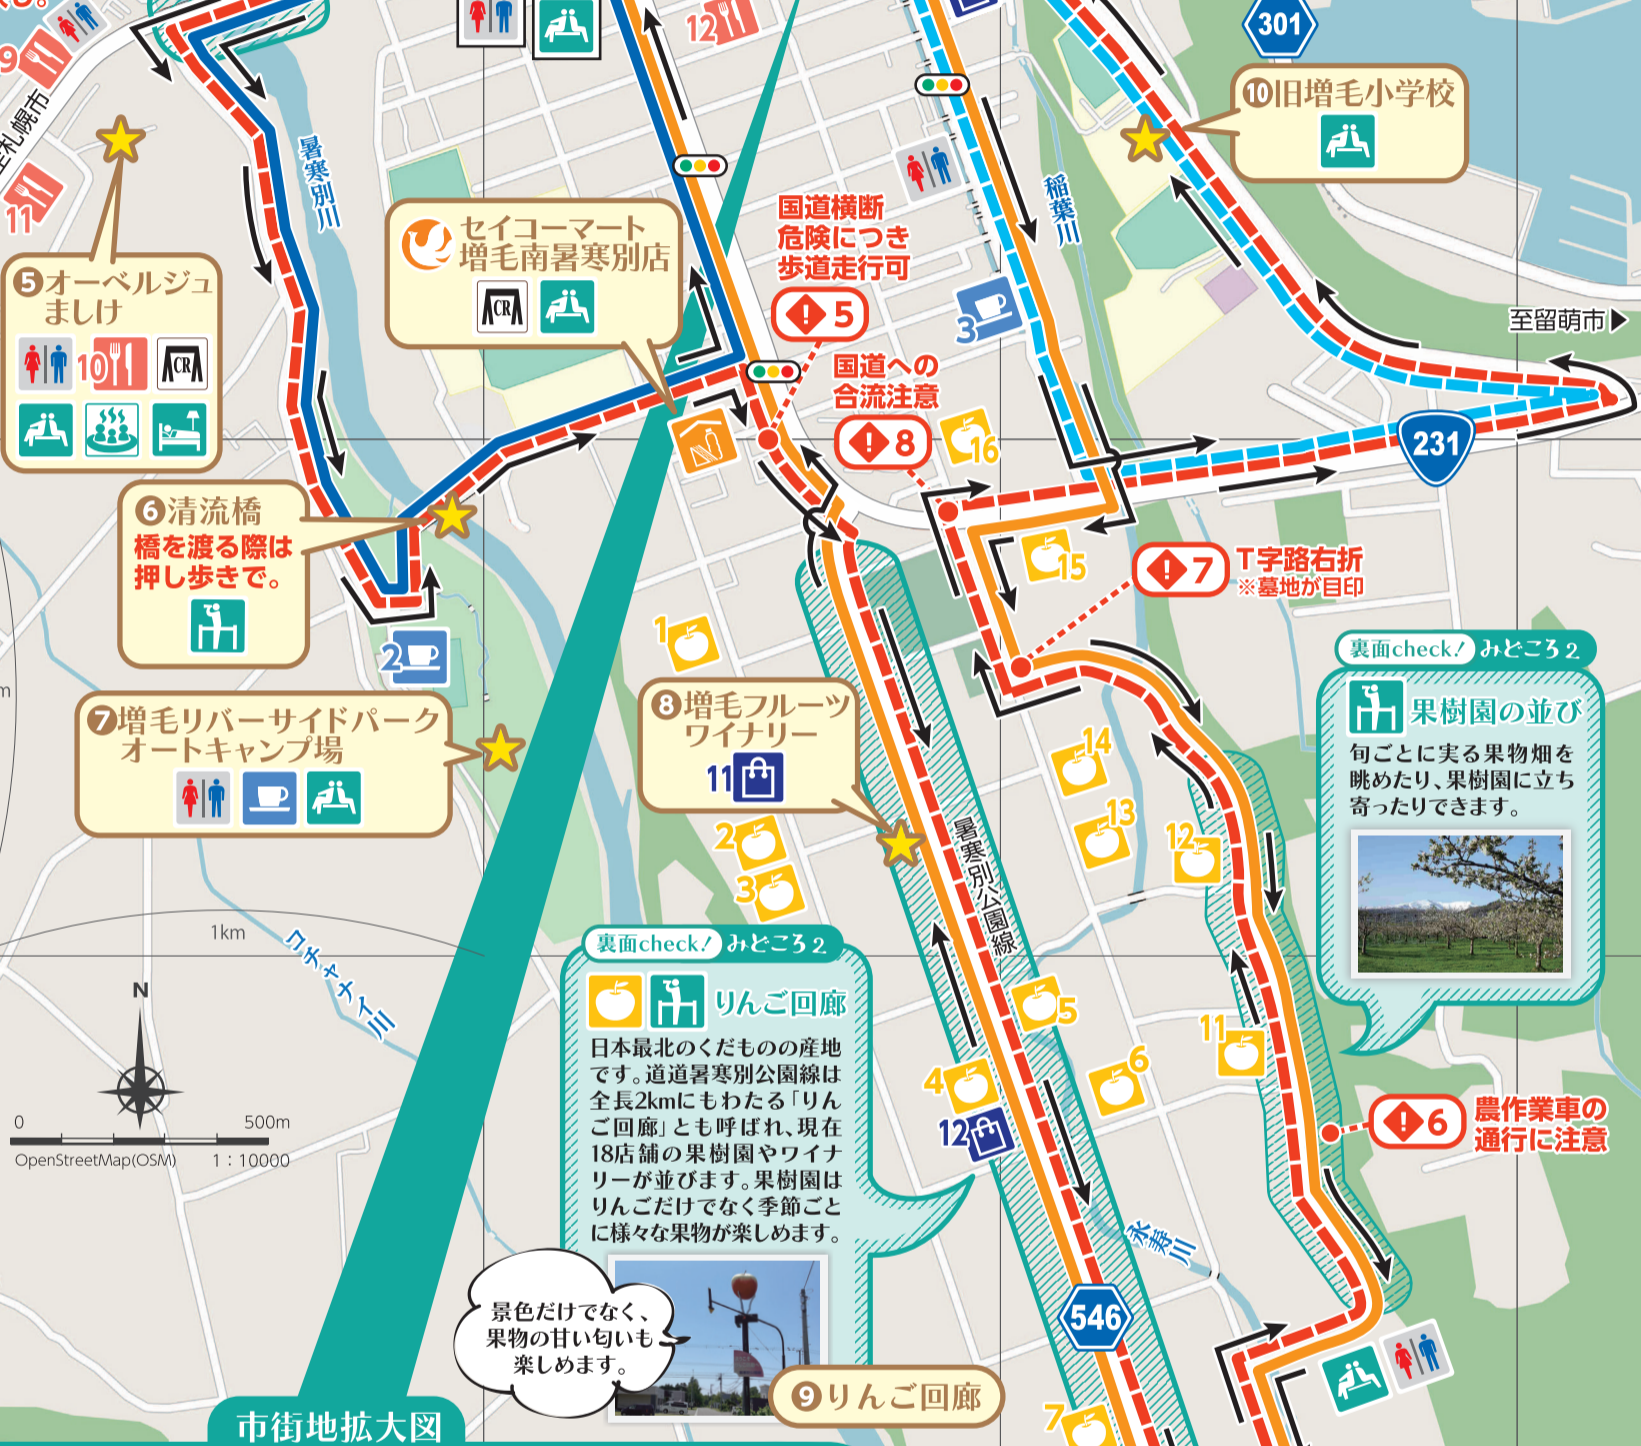 9
至札幌市
11
12
301
⑩旧増毛小学校
暑寒別川
稲葉川
セイコーマート
増毛南暑寒別店
CR
国道横断
危険につき
歩道走行可
! 5
3
至留萌市▶
⑤オーベルジュ
ましけ
10
CR
国道への
合流注意
! 8
16
231
⑥清流橋
橋を渡る際は
押し歩きで。
15
! 7
T字路右折
※墓地が目印
1
2
裏面check! みどころ2
果樹園の並び
旬ごとに実る果物畑を
眺めたり、果樹園に立ち
寄ったりできます。
⑦増毛リバーサイドパーク
オートキャンプ場
⑧増毛フルーツ
ワイナリー
11
14
13
12
2
3
暑寒別公園線
1km
ワチャナイ川
N
裏面check! みどころ2
りんご回廊
日本最北のくだものの産地
です。道道暑寒別公園線は
全長2kmにもわたる「りん
ご回廊」とも呼ばれ、現在
18店舗の果樹園やワイナ
リーが並びます。果樹園は
りんごだけでなく季節ごと
に様々な果物が楽しめます。
5
11
4
6
12
! 6
農作業車の
通行に注意
0 500m
OpenStreetMap(OSM) 1：10000
永寿川
景色だけでなく、
果物の甘い匂いも
楽しめます。
546
⑨りんご回廊
7
市街地拡大図